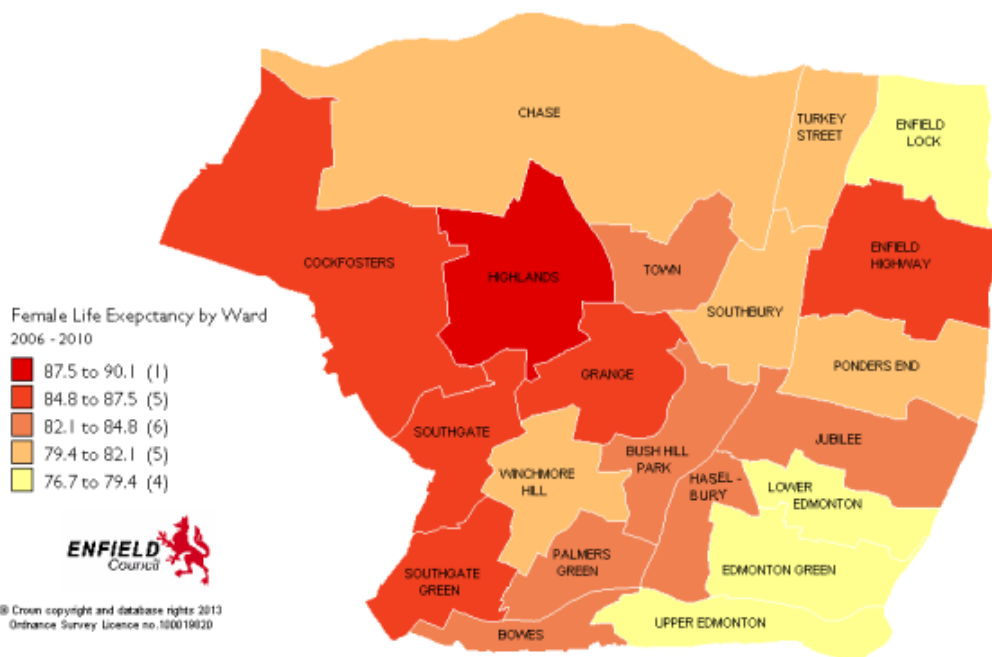 CHASE
TURKEY
STREET
ENFIELD
LOCK
COCKFOSTERS
HIGHLANDS
TOWN
ENFIELD
HIGHWAY
SOUTHBURY
Female Life Exepctancy by Ward
2006 - 2010
87.5 to 90.1 (1)
84.8 to 87.5 (5)
82.1 to 84.8 (6)
79.4 to 82.1 (5)
76.7 to 79.4 (4)
GRANGE
PONDERS END
SOUTHGATE
JUBILEE
BUSH HILL
PARK
WINCHMORE
HILL
HASEL -
BURY
LOWER
EDMONTON
ENFIELD
Council
PALMERS
GREEN
EDMONTON GREEN
SOUTHGATE
GREEN
UPPER EDMONTON
BOWES
© Crown copyright and database rights 2013
Ordnance Survey Licence no.100019820